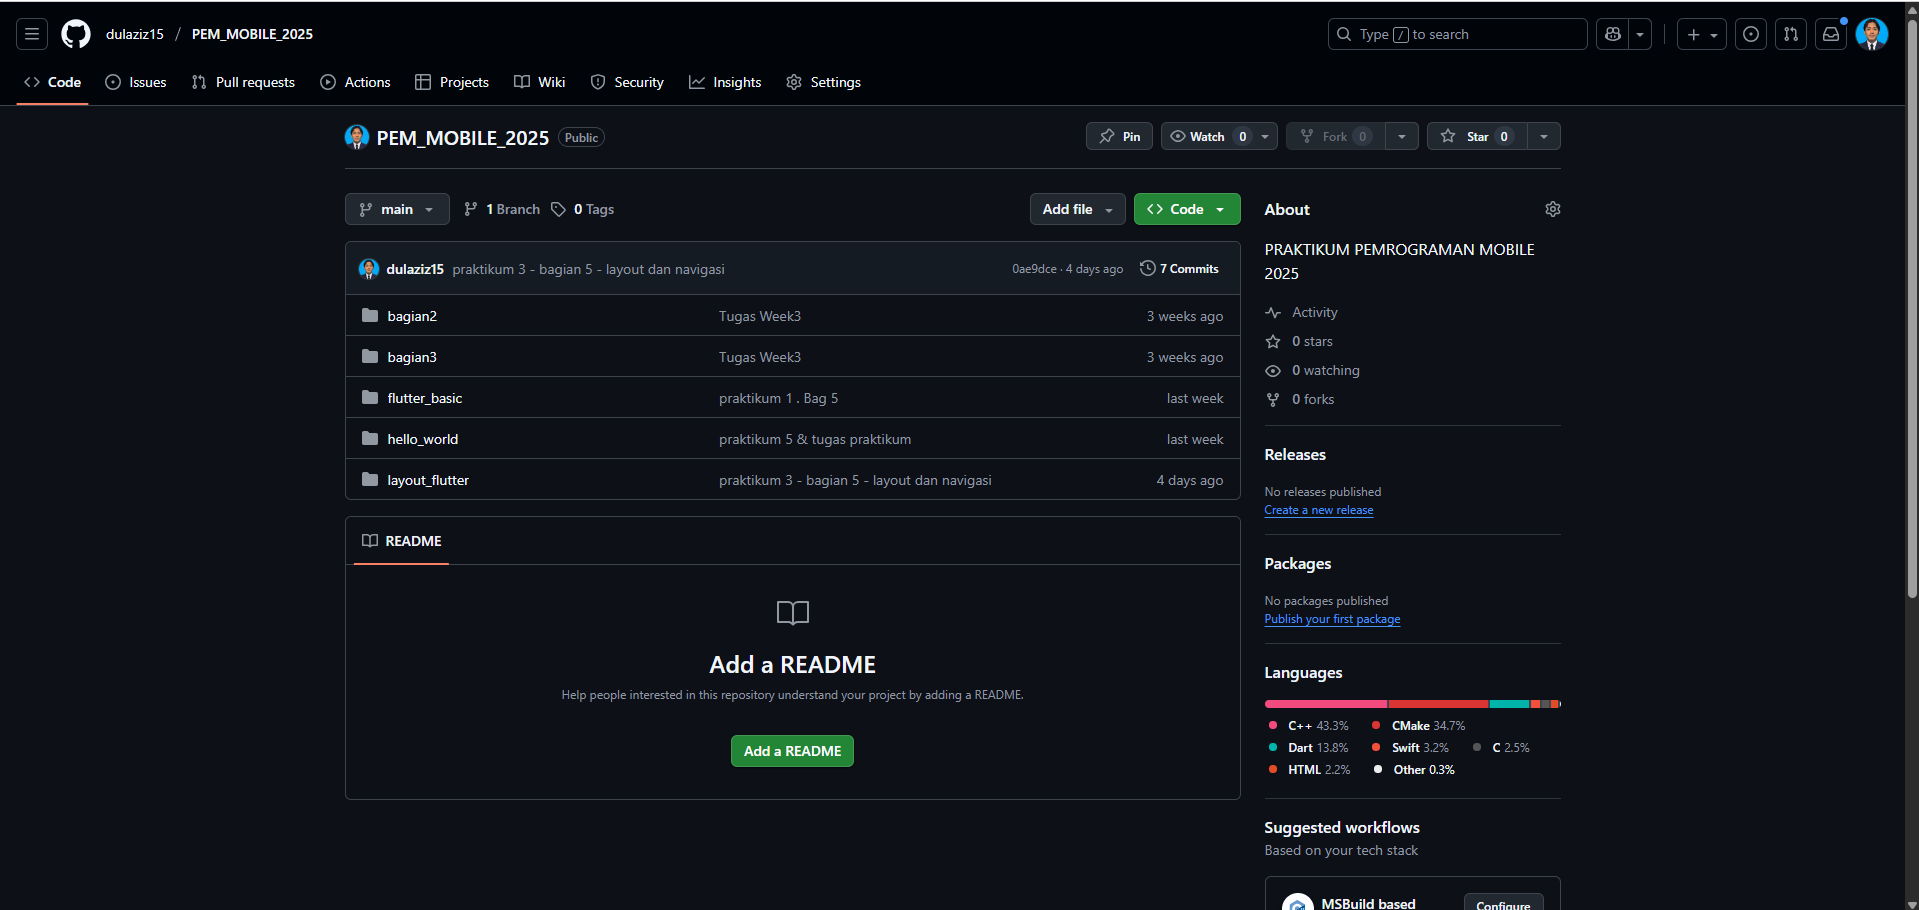 dulaziz15 / PEM_MOBILE_2025
Type / to search
Code Issues Pull requests Actions Projects Wiki Security Insights Settings
PEM_MOBILE_2025 Public
Pin Watch 0 Fork 0 Star 0
main 1 Branch 0 Tags
Add file Code
dulaziz15 praktikum 3 - bagian 5 - layout dan navigasi 0ae9dce · 4 days ago 7 Commits
bagian2 Tugas Week3 3 weeks ago
bagian3 Tugas Week3 3 weeks ago
flutter_basic praktikum 1 . Bag 5 last week
hello_world praktikum 5 & tugas praktikum last week
layout_flutter praktikum 3 - bagian 5 - layout dan navigasi 4 days ago
README
Add a README
Help people interested in this repository understand your project by adding a README.
Add a README
About
PRAKTIKUM PEMROGRAMAN MOBILE
2025
Activity
0 stars
0 watching
0 forks
Releases
No releases published
Create a new release
Packages
No packages published
Publish your first package
Languages
C++ 43.3% CMake 34.7%
Dart 13.8% Swift 3.2% C 2.5%
HTML 2.2% Other 0.3%
Suggested workflows
Based on your tech stack
MSBuild based Configure